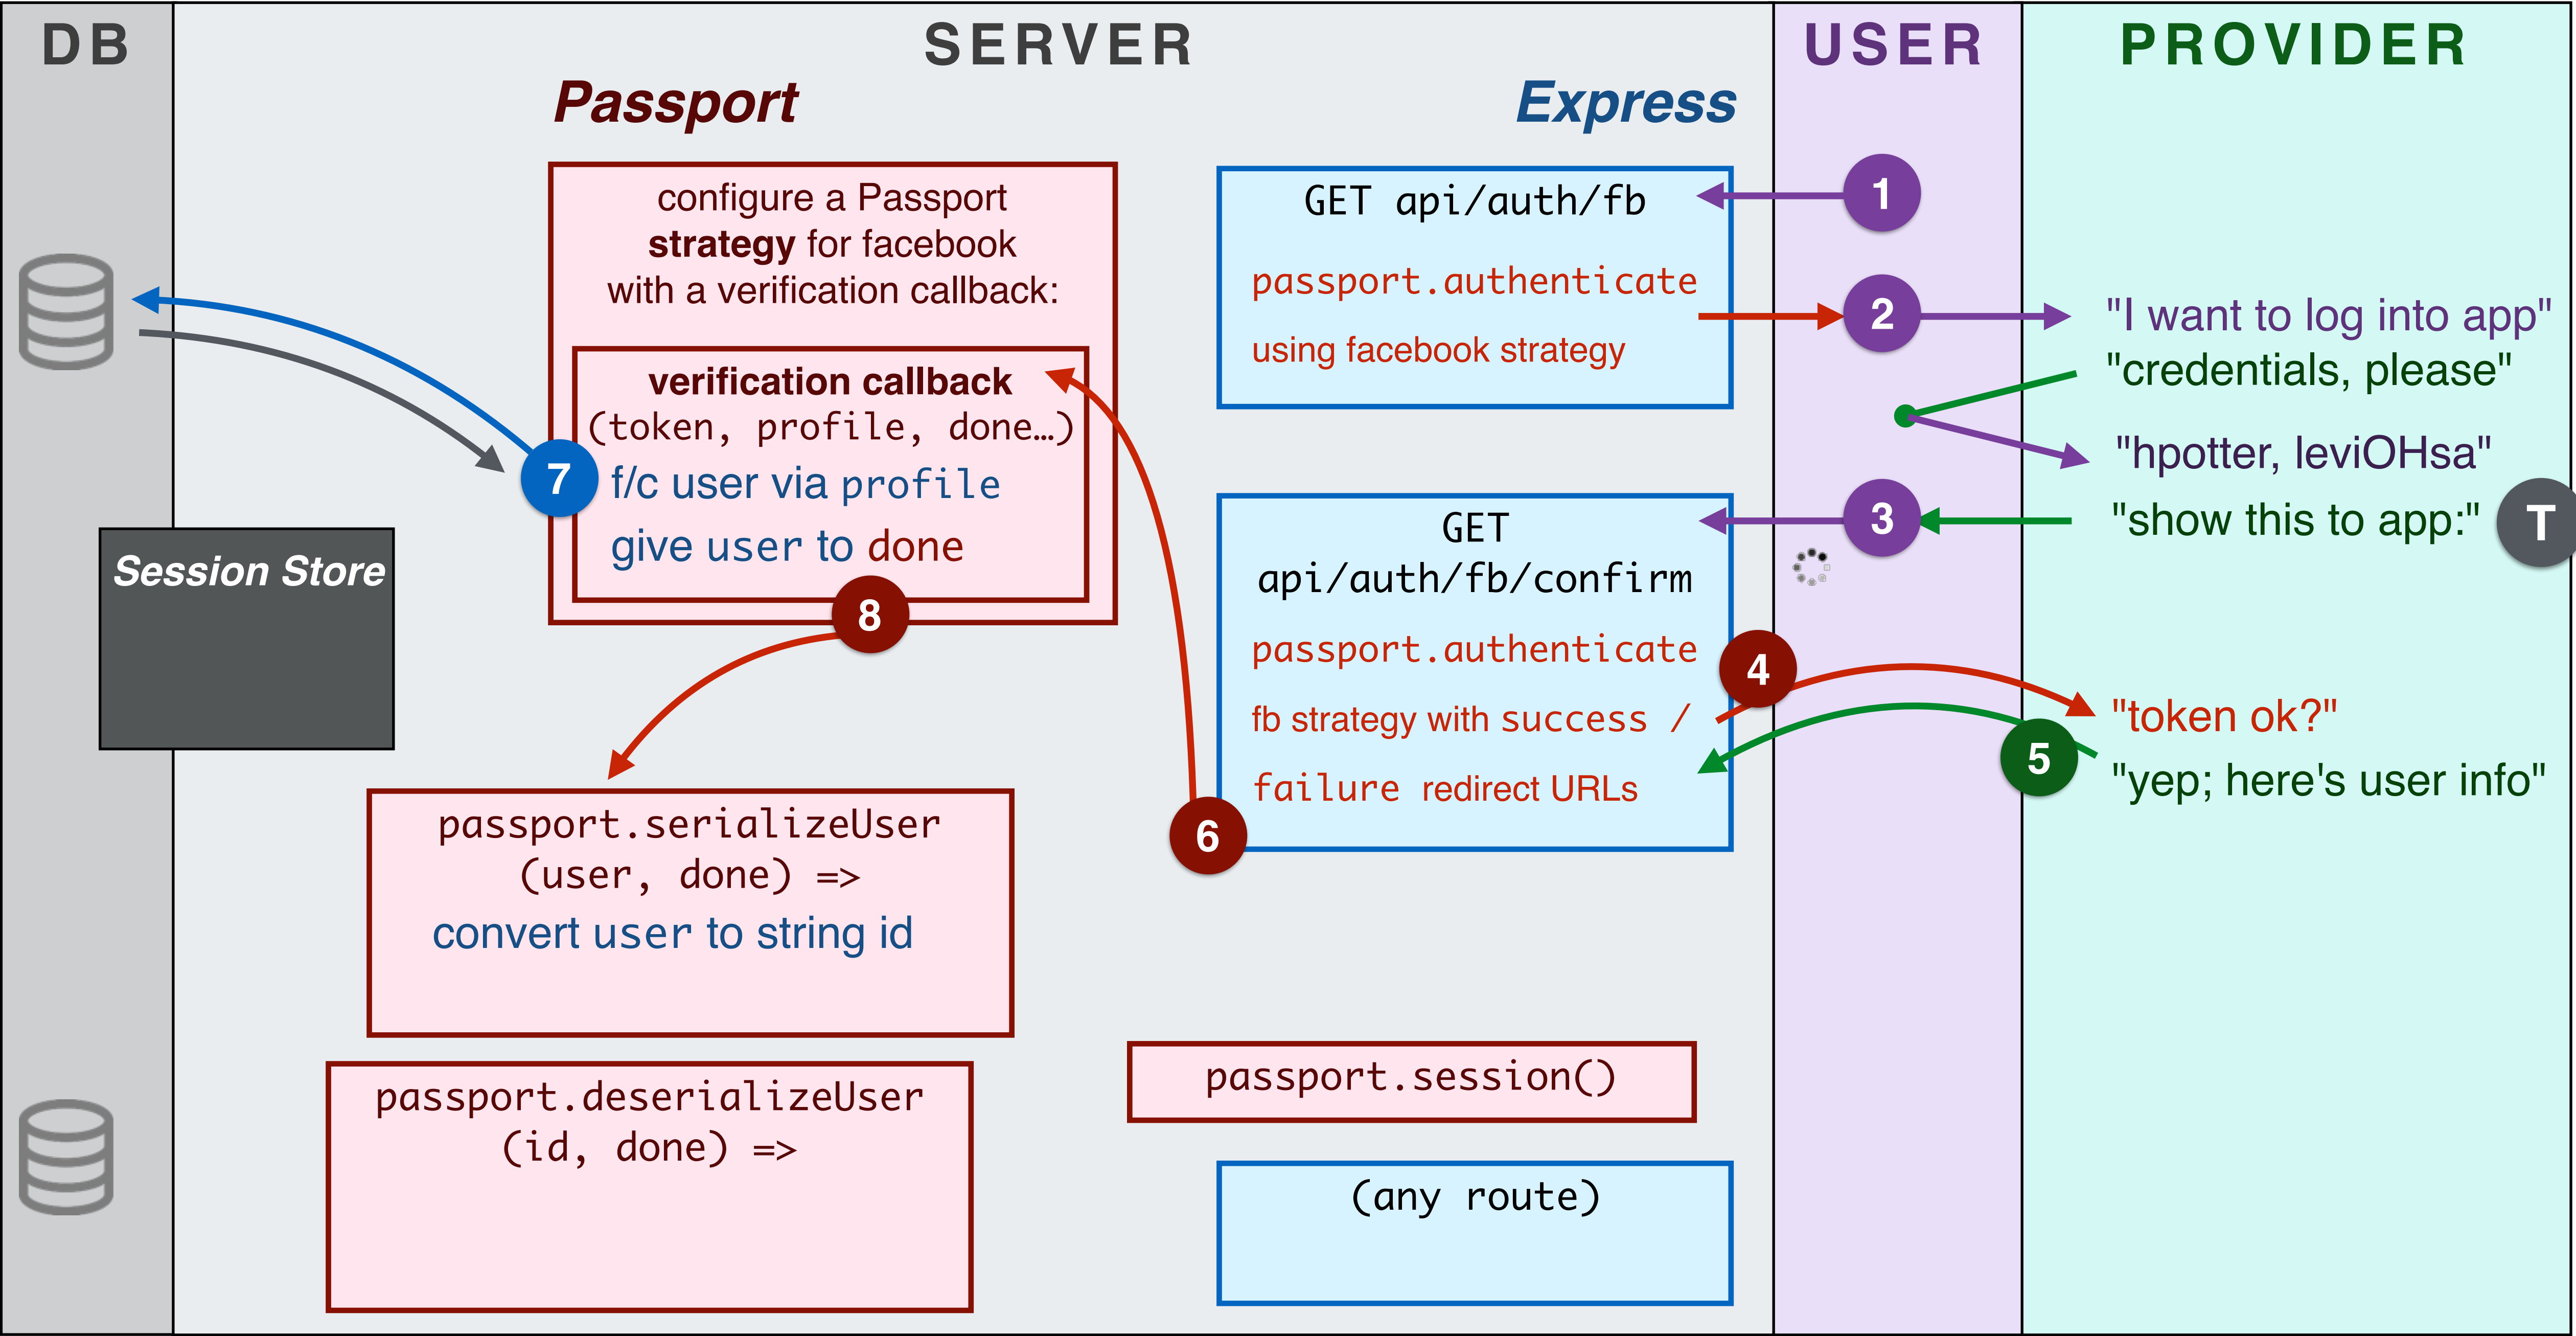 DB
SERVER
USER
PROVIDER
Passport
Express
configure a Passport
strategy for facebook
with a verification callback:
verification callback
(token, profile, done…)
f/c user via profile
give user to done
7
8
Session Store
passport.serializeUser
(user, done) =>
convert user to string id
passport.deserializeUser
(id, done) =>
GET api/auth/fb
passport.authenticate
using facebook strategy
1
2
GET
api/auth/fb/confirm
passport.authenticate
fb strategy with success /
failure redirect URLs
3
4
5
6
passport.session()
(any route)
"I want to log into app"
"credentials, please"
"hpotter, leviOHsa"
"show this to app:"
T
"token ok?"
"yep; here's user info"